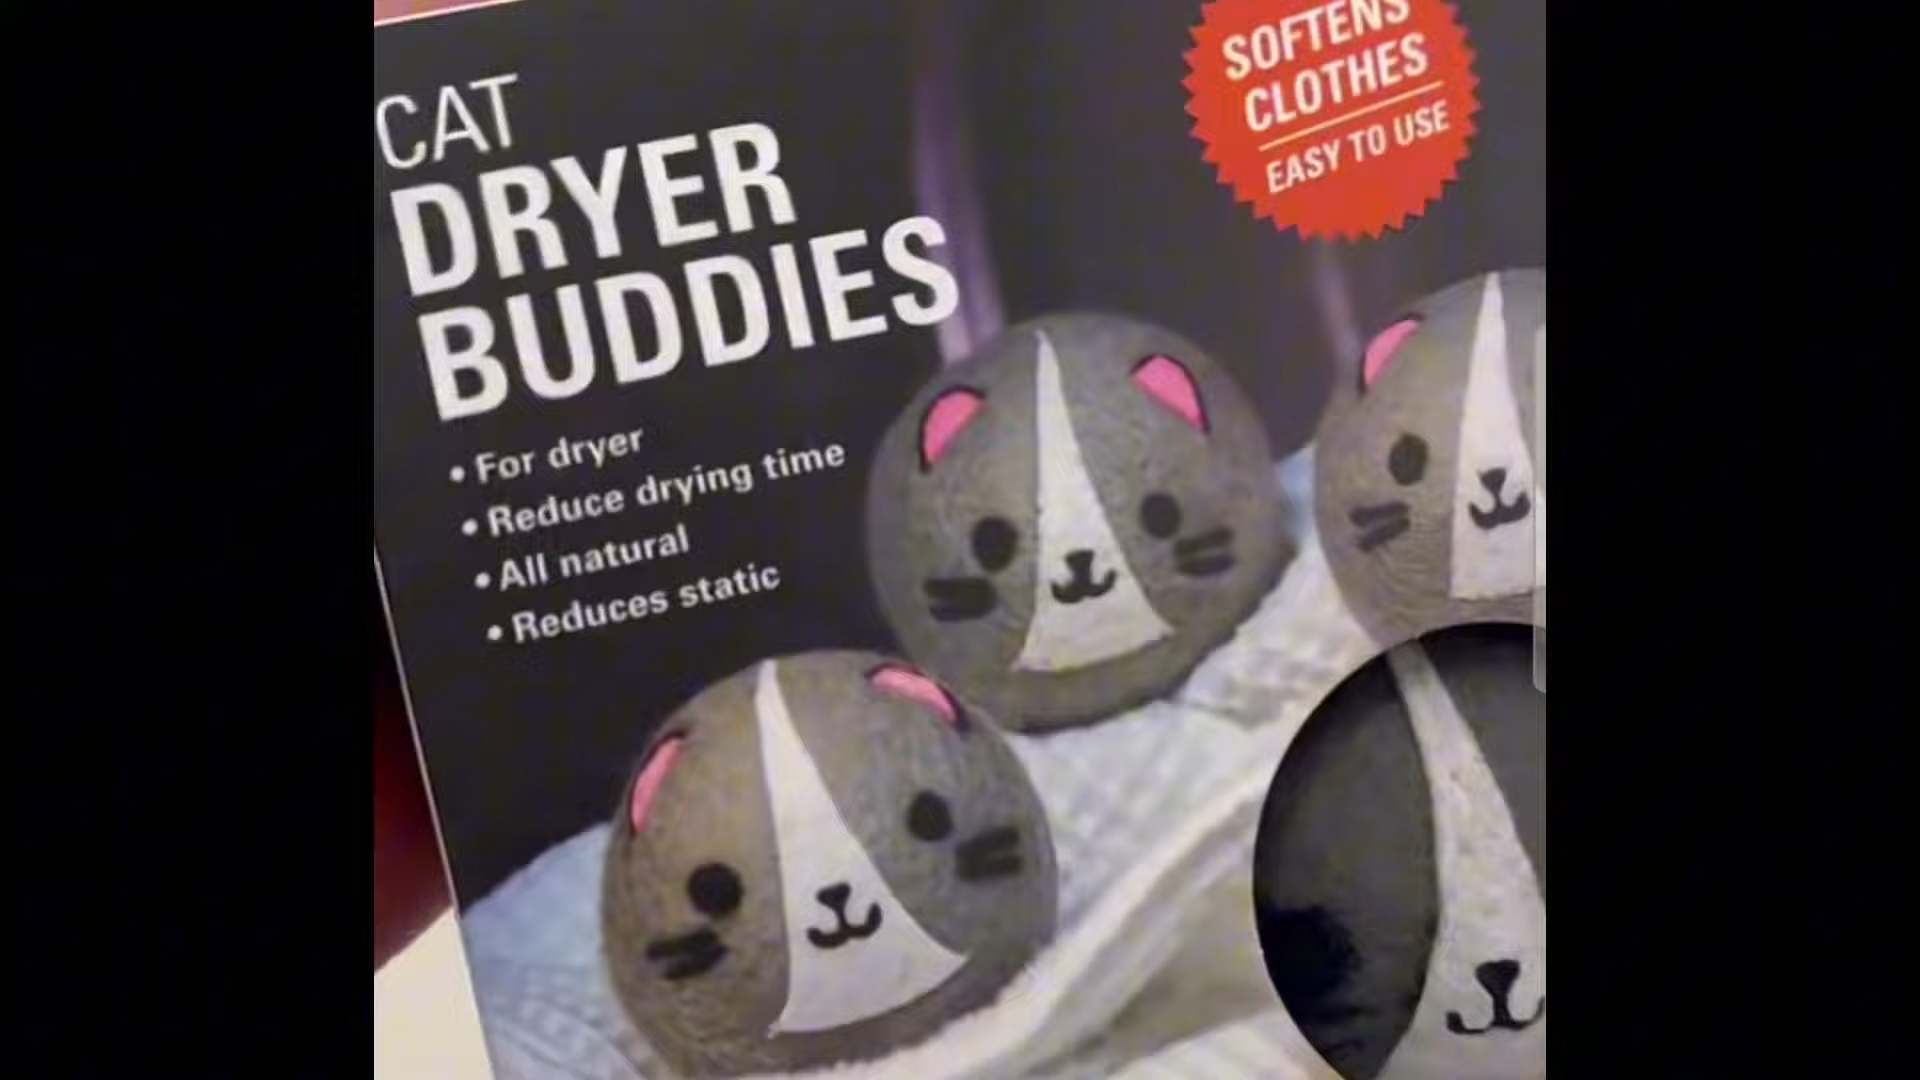 CAT
DRYER
BUDDIES
• For dryer
• Reduce drying time
• All natural
• Reduces static
SOFTENS
CLOTHES
EASY TO USE